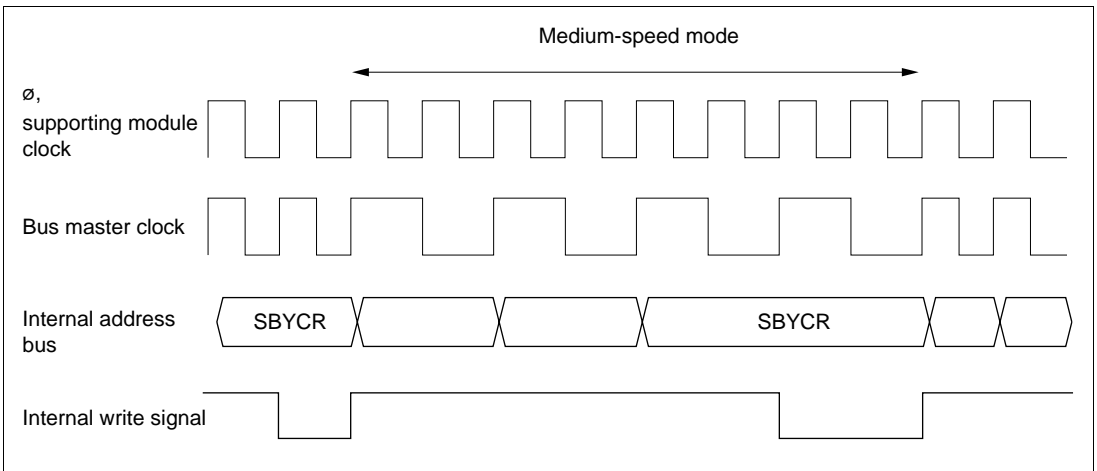 Medium-speed mode
ø,
supporting module
clock
Bus master clock
Internal address
bus
SBYCR
SBYCR
Internal write signal